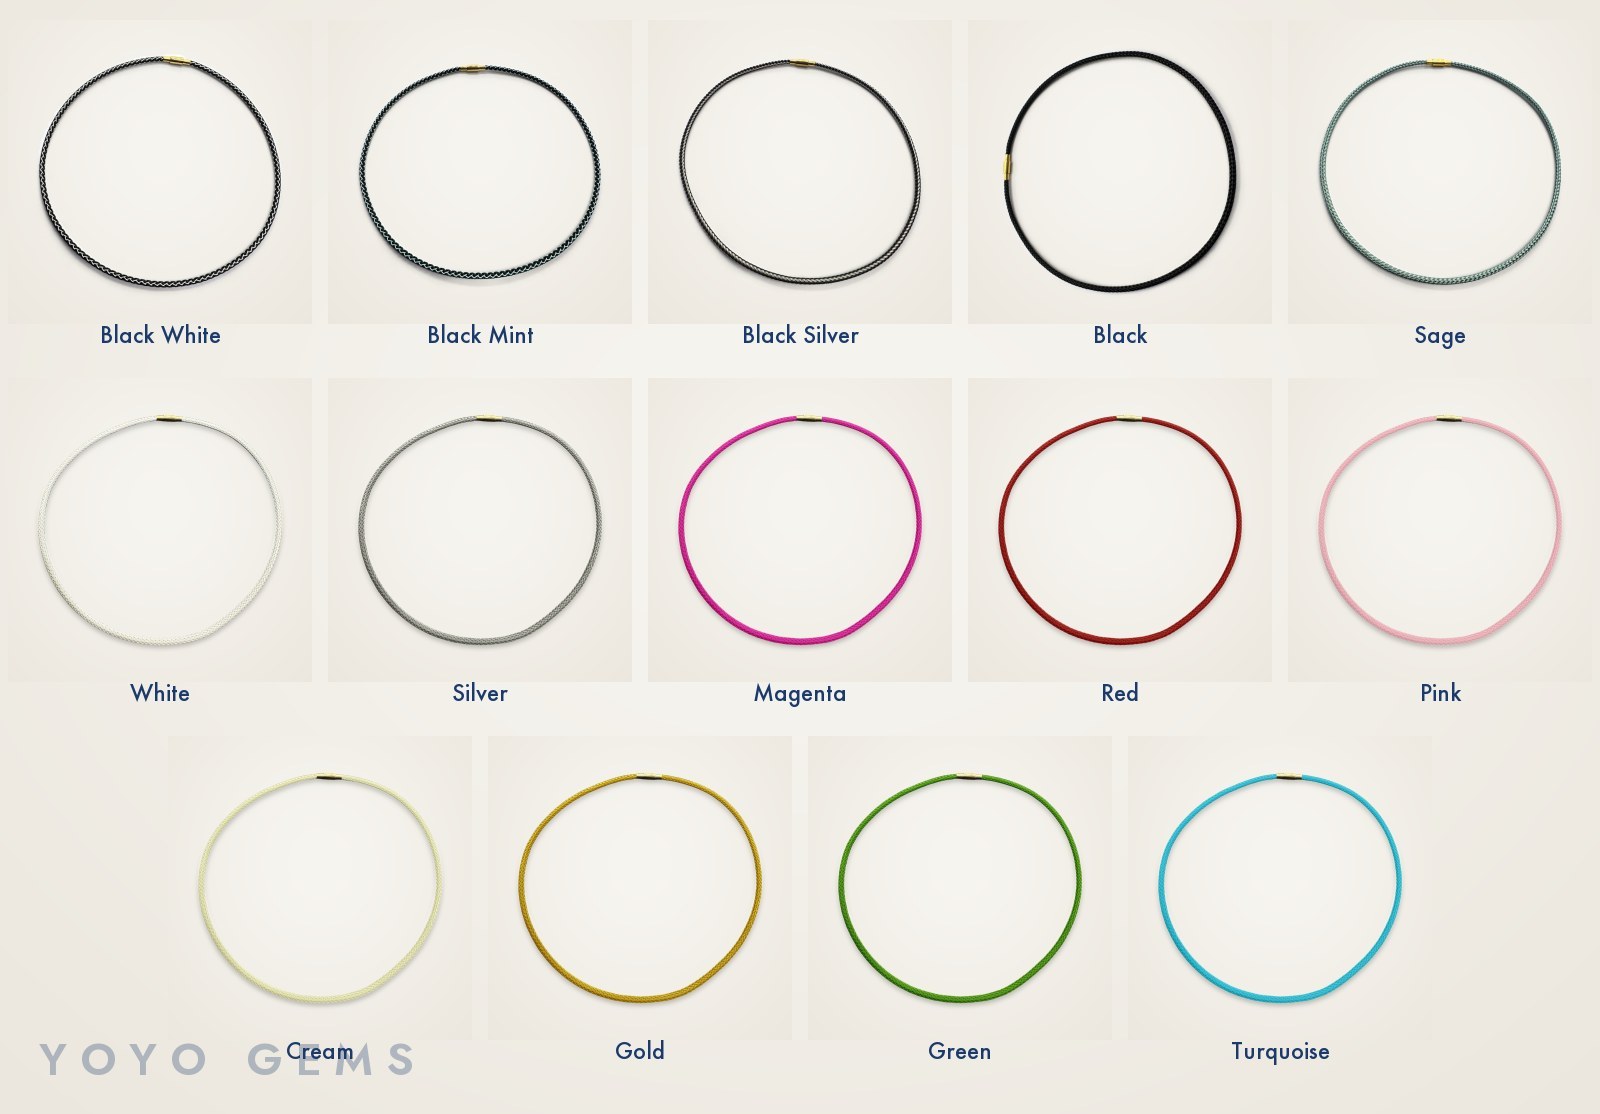 Black White
Black Mint
Black Silver
Black
Sage
White
Silver
Magenta
Red
Pink
Cream
Gold
Green
Turquoise
YOYO GEMS